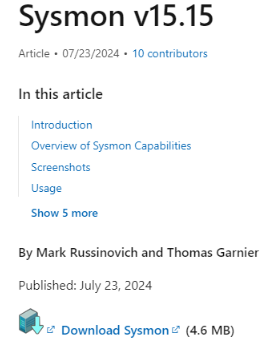 Sysmon v15.15
Article • 07/23/2024 • 10 contributors
In this article
Introduction
Overview of Sysmon Capabilities
Screenshots
Usage
Show 5 more
By Mark Russinovich and Thomas Garnier
Published: July 23, 2024
Download Sysmon (4.6 MB)